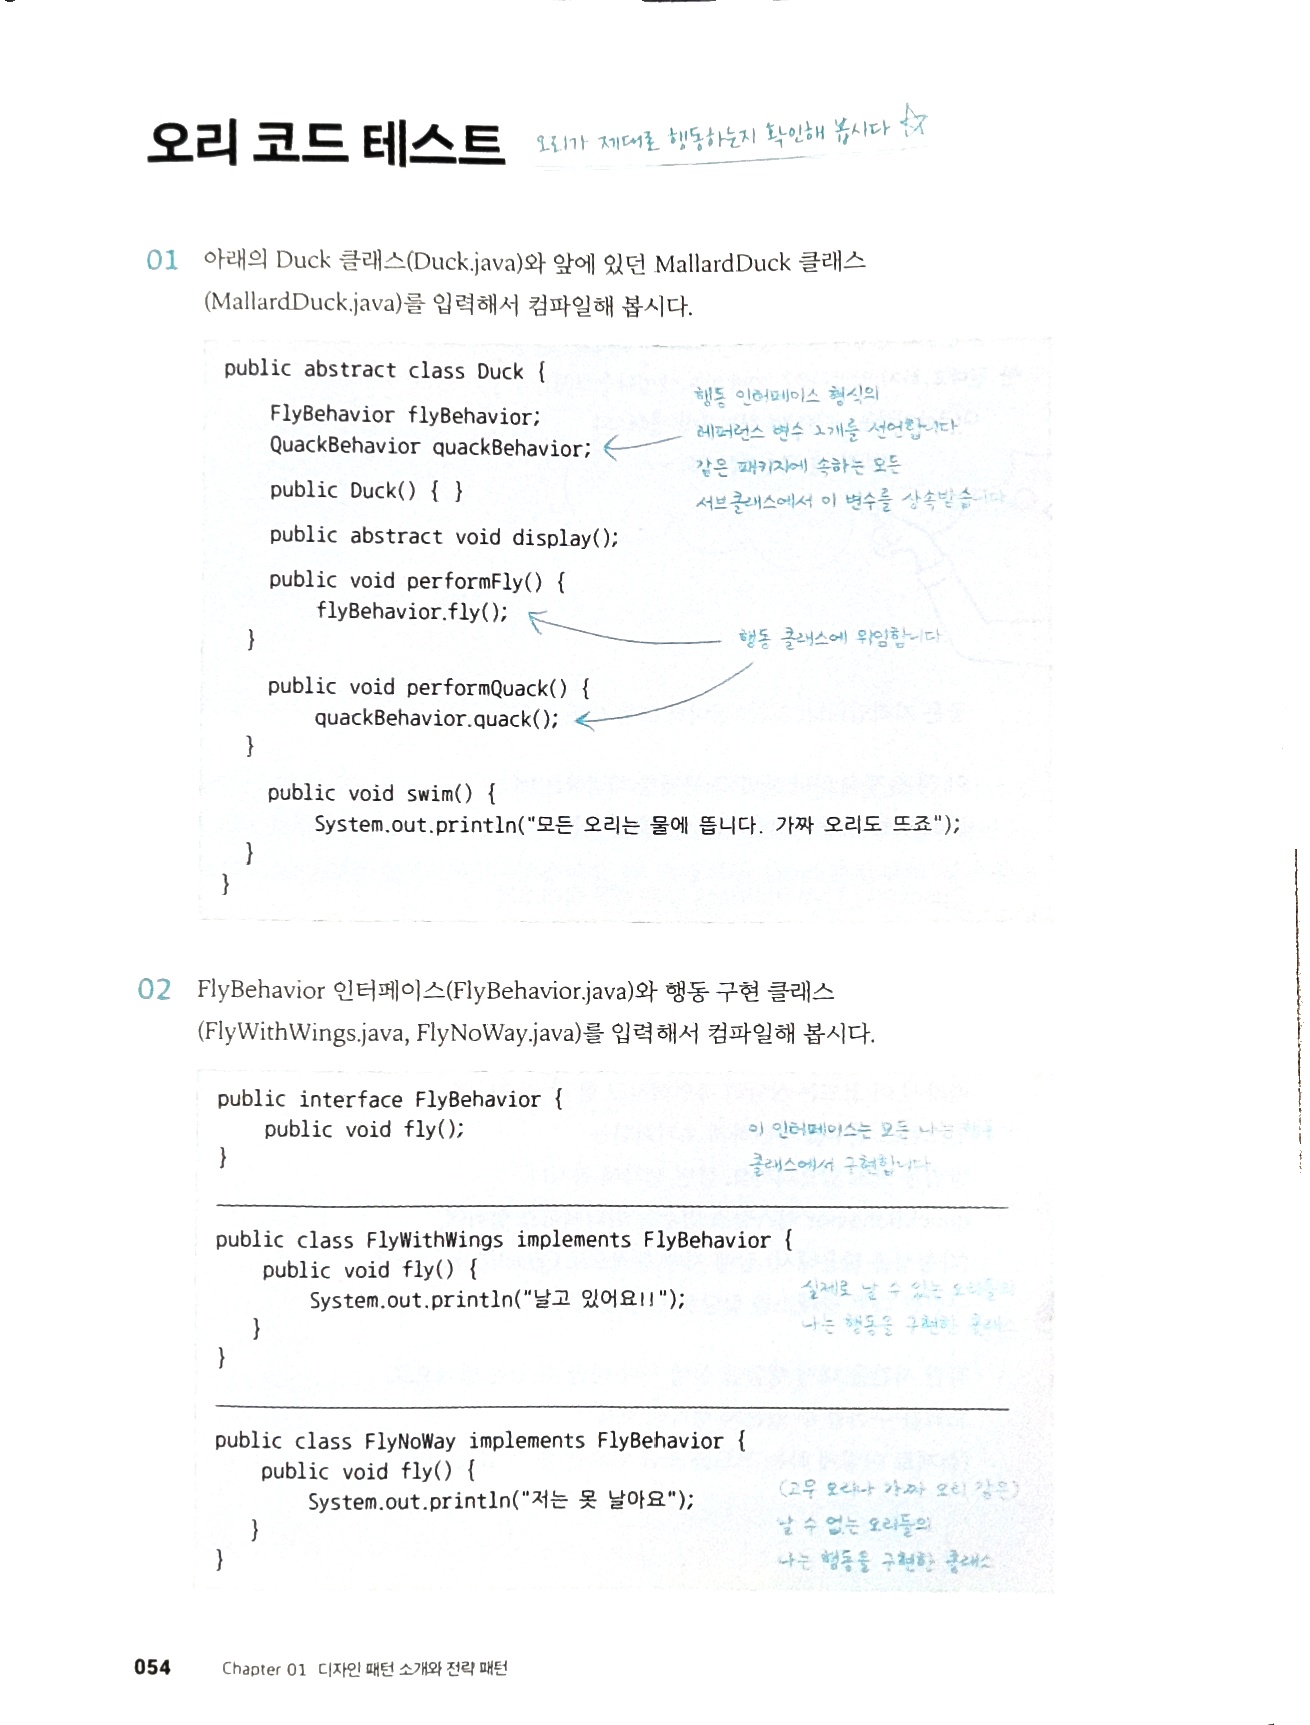 오리 코드 테스트
오리가 제대로 행동하는지 확인해 봅시다
01 아래의 Duck 클래스(Duck.java)와 앞에 있던 MallardDuck 클래스
(MallardDuck.java)를 입력해서 컴파일해 봅시다.
public abstract class Duck {
FlyBehavior flyBehavior;
QuackBehavior quackBehavior;
행동 인터페이스 형식의
레퍼런스 변수 2개를 선언합니다.
같은 패키지에 속하는 모든
서브클래스에서 이 변수를 상속받습니다.
public Duck() { }
public abstract void display();
public void performFly() {
flyBehavior.fly();
}
행동 클래스에 위임합니다
public void performQuack() {
quackBehavior.quack();
}
public void swim() {
System.out.println("모든 오리는 물에 뜹니다. 가짜 오리도 뜨죠");
}
}
02 FlyBehavior 인터페이스(FlyBehavior.java)와 행동 구현 클래스
(FlyWithWings.java, FlyNoWay.java)를 입력해서 컴파일해 봅시다.
public interface FlyBehavior {
public void fly();
}
이 인터페이스는 모든 나는 행동
클래스에서 구현합니다.
public class FlyWithWings implements FlyBehavior {
public void fly() {
System.out.println("날고 있어요!!");
}
}
실제로 날 수 있는 오리들의
나는 행동을 구현한 클래스
public class FlyNoWay implements FlyBehavior {
public void fly() {
System.out.println("저는 못 날아요");
}
}
(고무 오리나 가짜 오리 같은)
날 수 없는 오리들의
나는 행동을 구현한 클래스
054 Chapter 01 디자인 패턴 소개와 전략 패턴